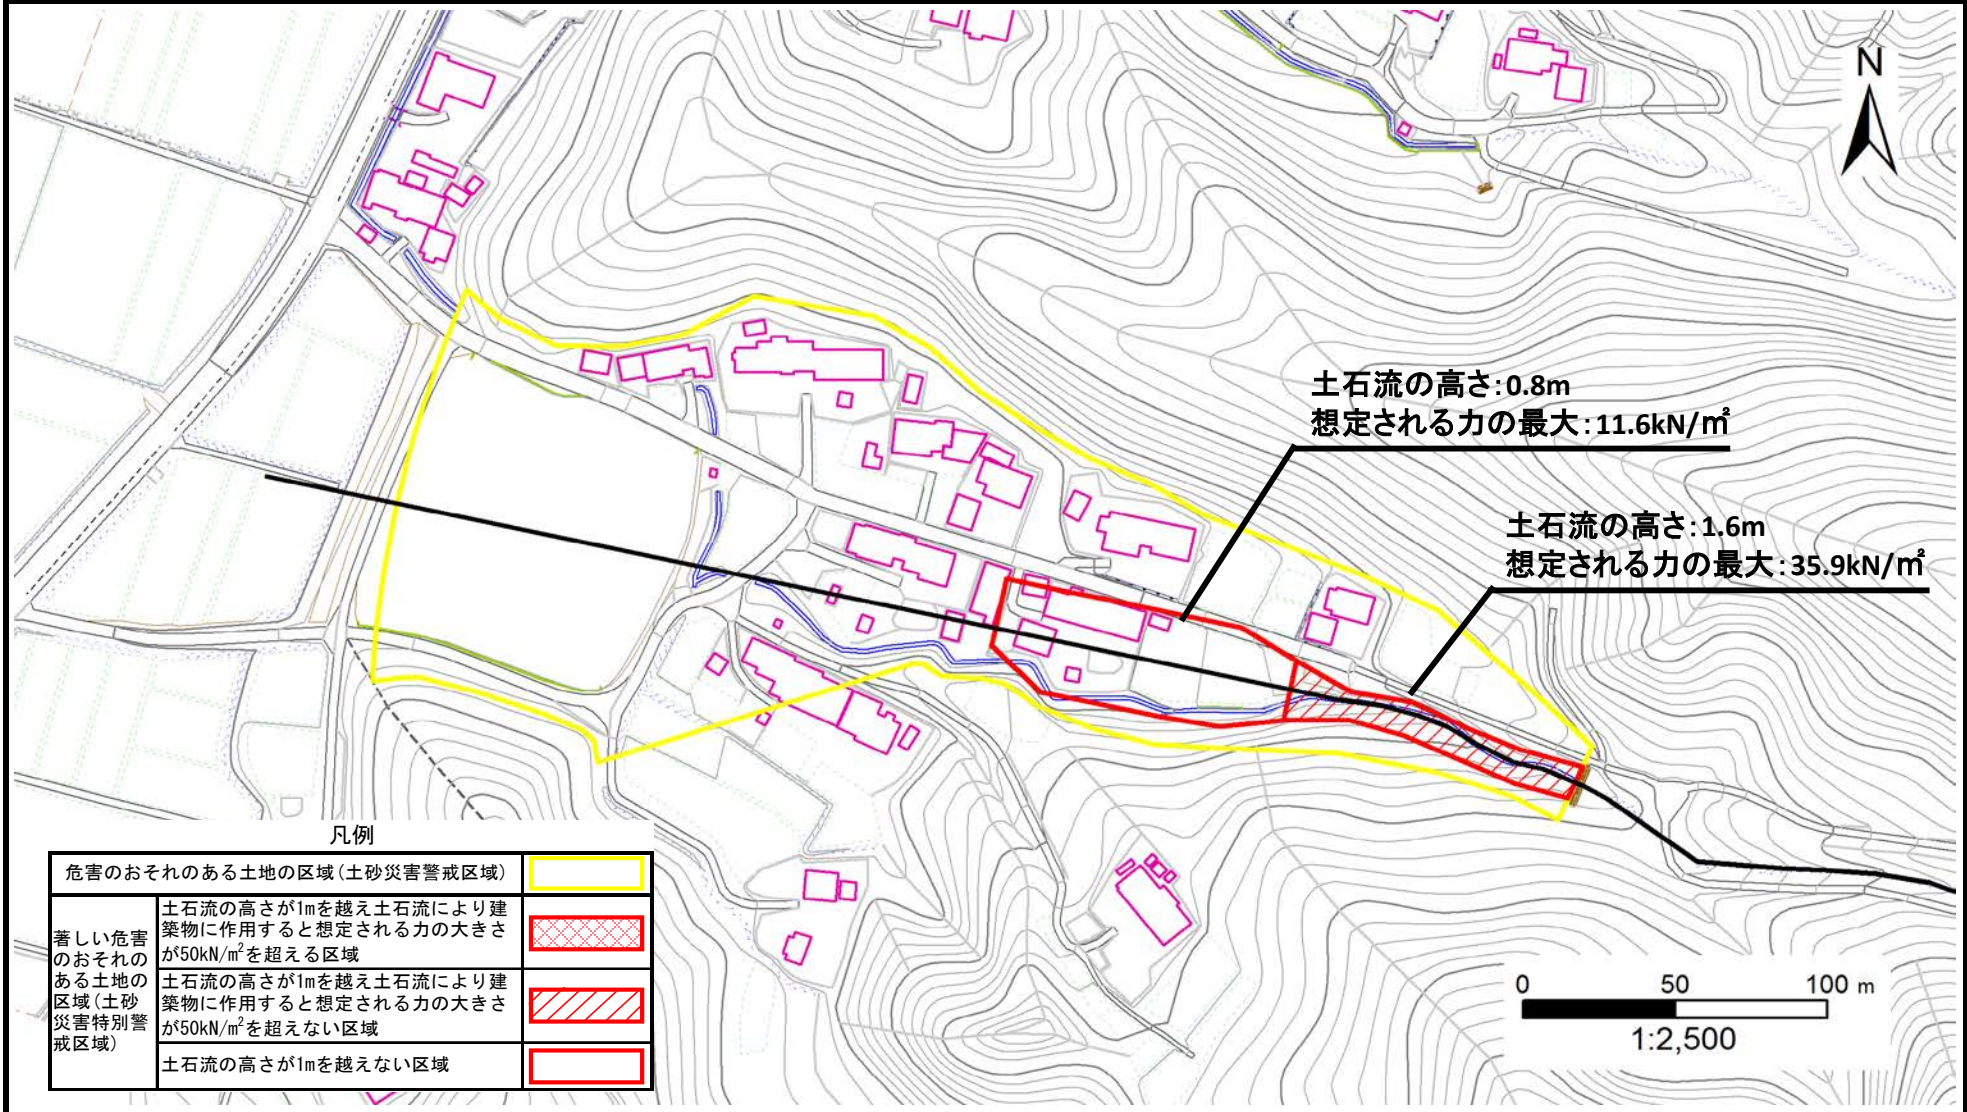 N
土石流の高さ:0.8m
想定される力の最大:11.6kN/㎡
土石流の高さ:1.6m
想定される力の最大:35.9kN/㎡
凡例
危害のおそれのある土地の区域(土砂災害警戒区域)
著しい危害
のおそれの
ある土地の
区域(土砂
災害特別警
戒区域)
土石流の高さが1mを越え土石流により建
築物に作用すると想定される力の大きさ
が50kN/m²を超える区域
土石流の高さが1mを越え土石流により建
築物に作用すると想定される力の大きさ
が50kN/m²を超えない区域
土石流の高さが1mを越えない区域
0 50 100 m
1:2,500